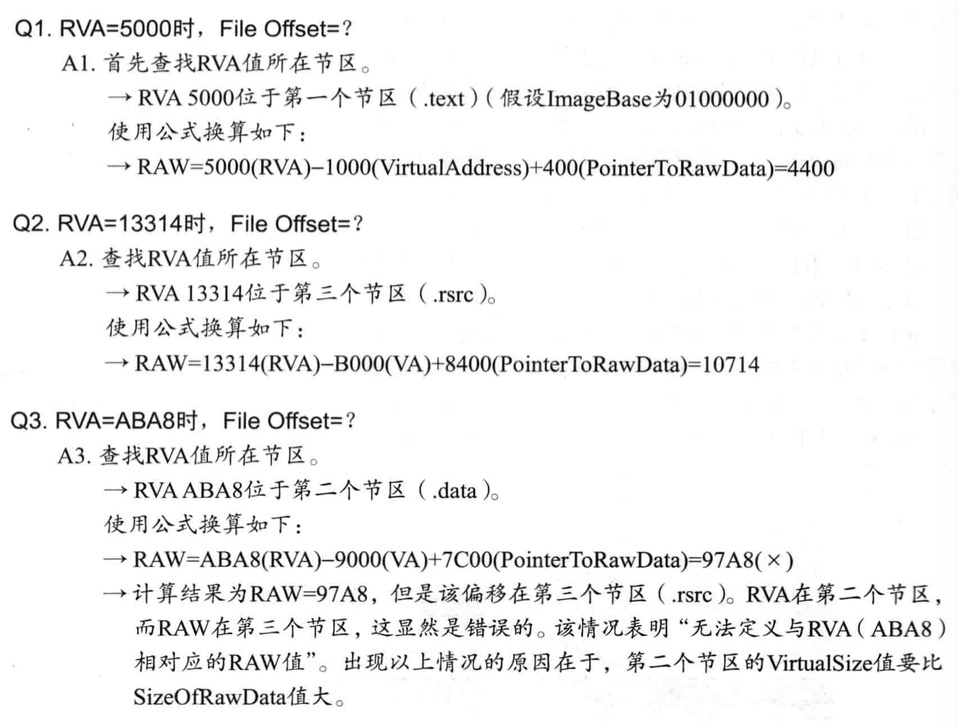 Q1. RVA=5000时，File Offset=?
A1. 首先查找RVA值所在节区。
→ RVA 5000位于第一个节区（.text）（假设ImageBase为01000000）。
使用公式换算如下：
→ RAW=5000(RVA)–1000(VirtualAddress)+400(PointerToRawData)=4400
Q2. RVA=13314时，File Offset=?
A2. 查找RVA值所在节区。
→ RVA 13314位于第三个节区（.rsrc）。
使用公式换算如下：
→ RAW=13314(RVA)–B000(VA)+8400(PointerToRawData)=10714
Q3. RVA=ABA8时，File Offset=?
A3. 查找RVA值所在节区。
→ RVA ABA8位于第二个节区（.data）。
使用公式换算如下：
→ RAW=ABA8(RVA)–9000(VA)+7C00(PointerToRawData)=97A8(×)
→ 计算结果为RAW=97A8，但是该偏移在第三个节区（.rsrc）。RVA在第二个节区，
而RAW在第三个节区，这显然是错误的。该情况表明“无法定义与RVA（ABA8）
相对应的RAW值”。出现以上情况的原因在于，第二个节区的VirtualSize值要比
SizeOfRawData值大。